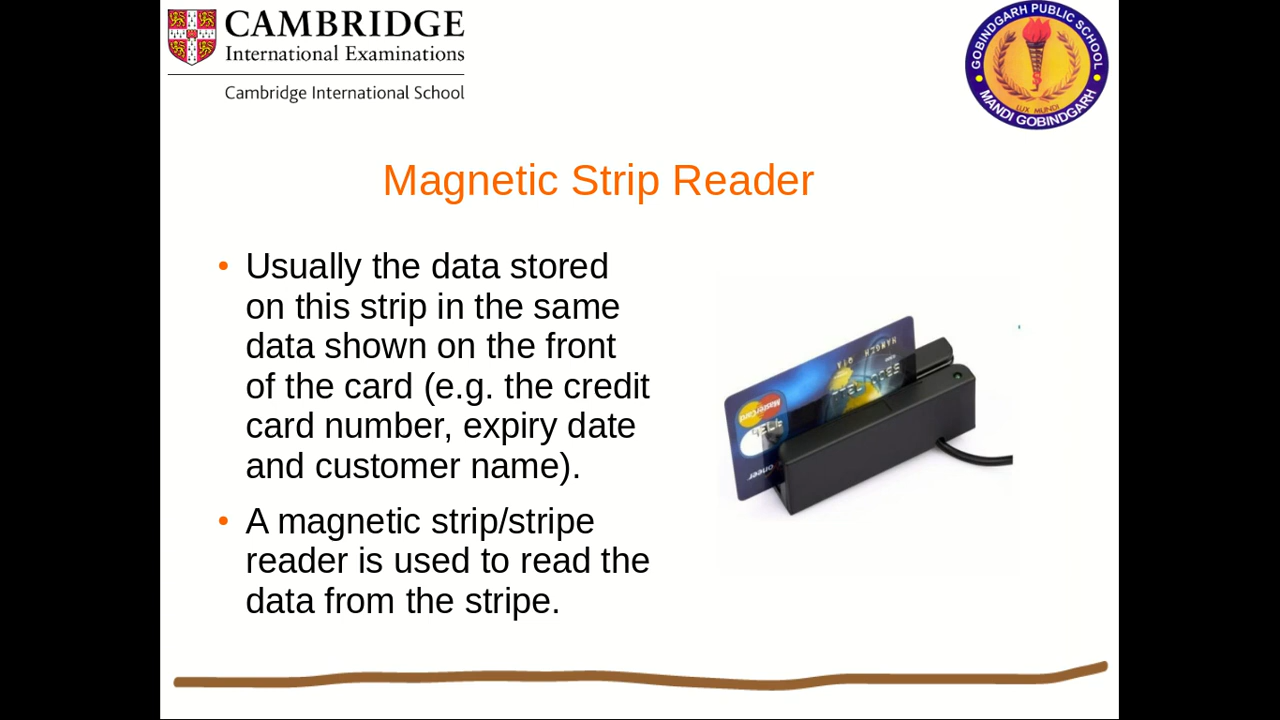 CAMBRIDGE
International Examinations
Cambridge International School
GOBINDGARH PUBLIC SCHOOL
LUX MUNDI
MANDI GOBINDGARH
Magnetic Strip Reader
• Usually the data stored
on this strip in the same
data shown on the front
of the card (e.g. the credit
card number, expiry date
and customer name).
• A magnetic strip/stripe
reader is used to read the
data from the stripe.
MasterCard